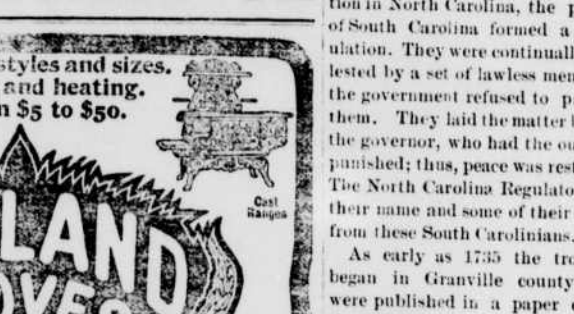 styles and sizes.
and heating.
$5 to $50.
Cast
Ranges
LAND
OVES
tion in North Carolina, the
of South Carolina formed a
ulation. They were continuall
lested by a set of lawless men
the government refused to p
them. They laid the matter
the governor, who had the ou
punished; thus, peace was rest
The North Carolina Regulato
their name and some of their
from these South Carolinians.
As early as 1735 the tro
began in Granville county
were published in a paper